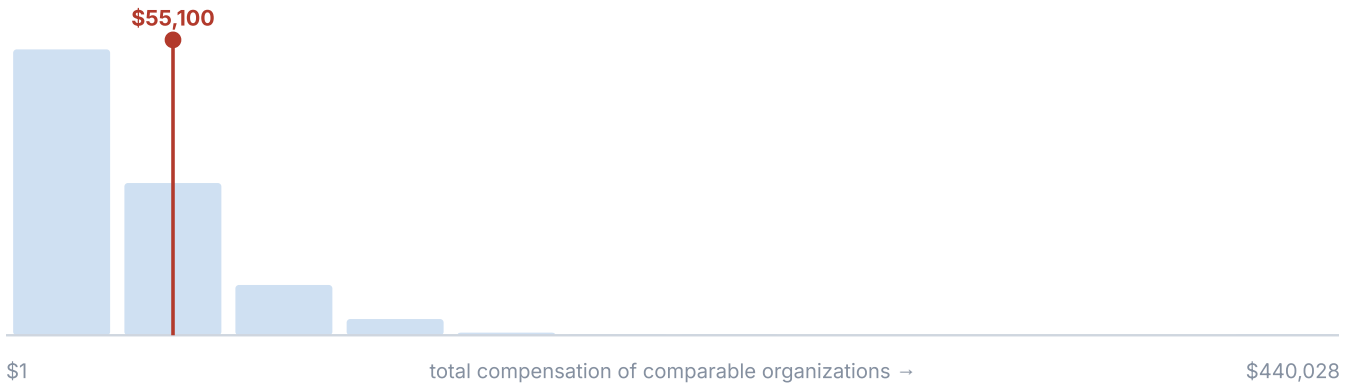 $55,100
$1
total compensation of comparable organizations →
$440,028